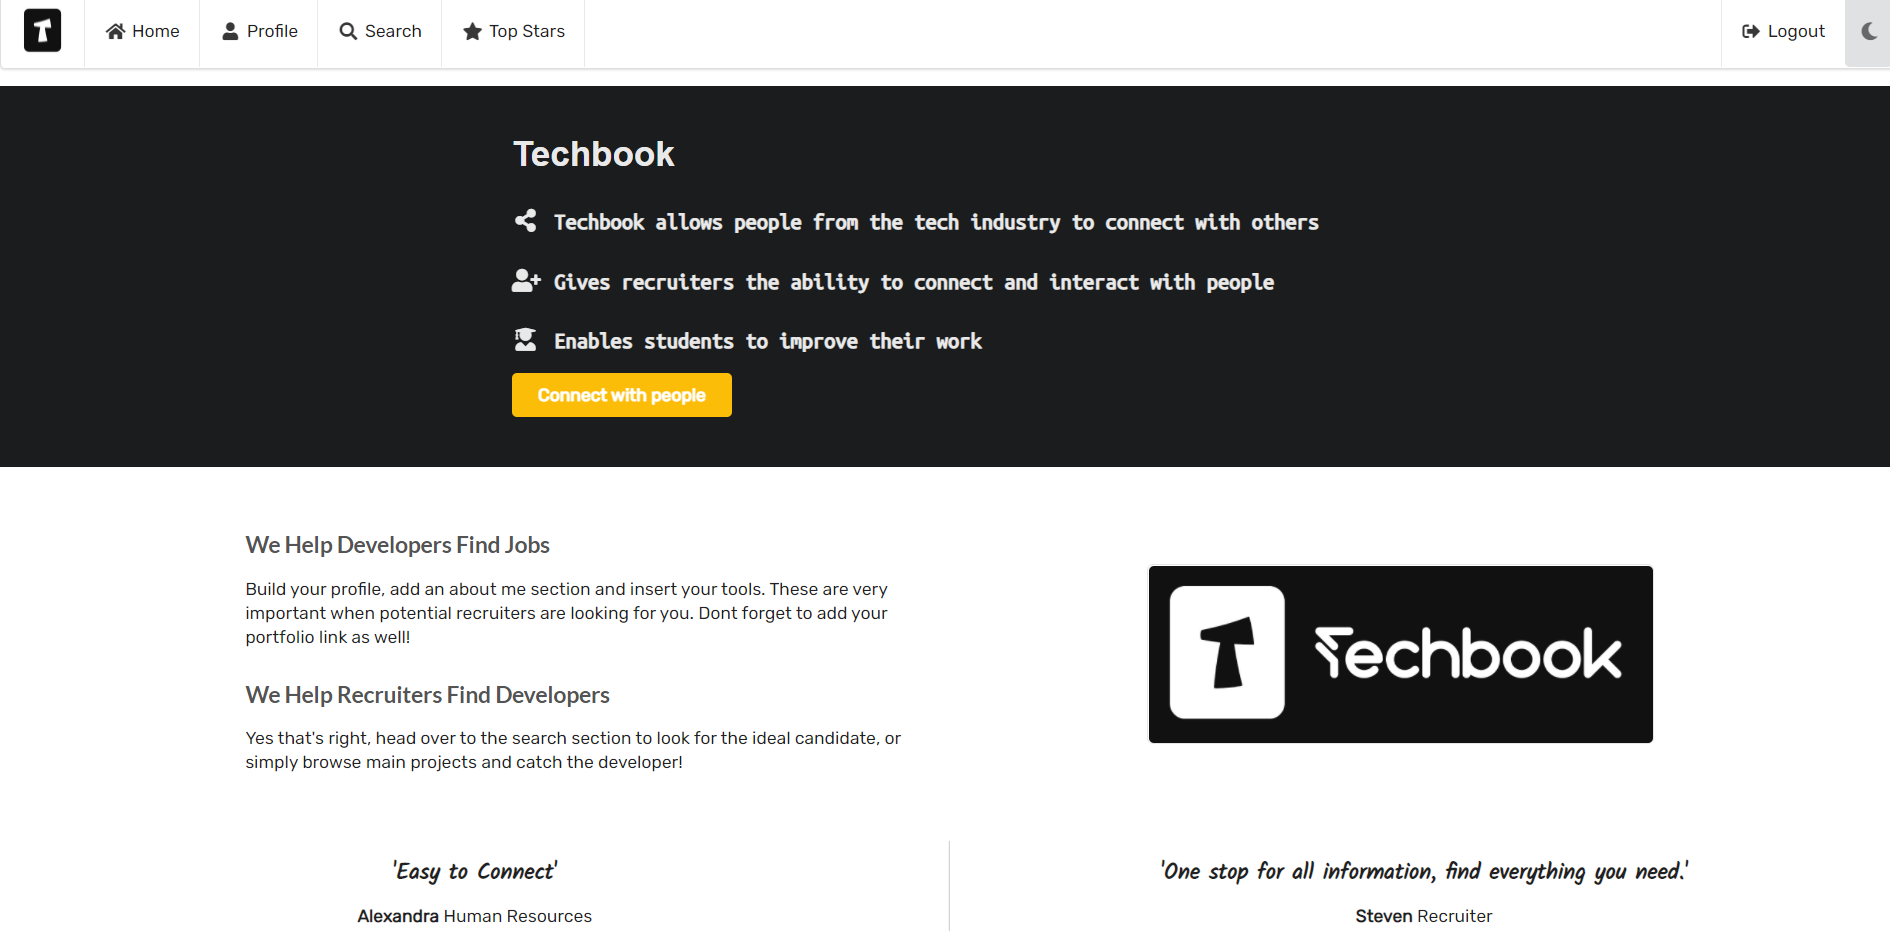 T Home Profile Search Top Stars Logout
Techbook
Techbook allows people from the tech industry to connect with others
Gives recruiters the ability to connect and interact with people
Enables students to improve their work
Connect with people
We Help Developers Find Jobs
Build your profile, add an about me section and insert your tools. These are very
important when potential recruiters are looking for you. Dont forget to add your
portfolio link as well!
We Help Recruiters Find Developers
Yes that's right, head over to the search section to look for the ideal candidate, or
simply browse main projects and catch the developer!
T Techbook
'Easy to Connect'
Alexandra Human Resources
'One stop for all information, find everything you need.'
Steven Recruiter